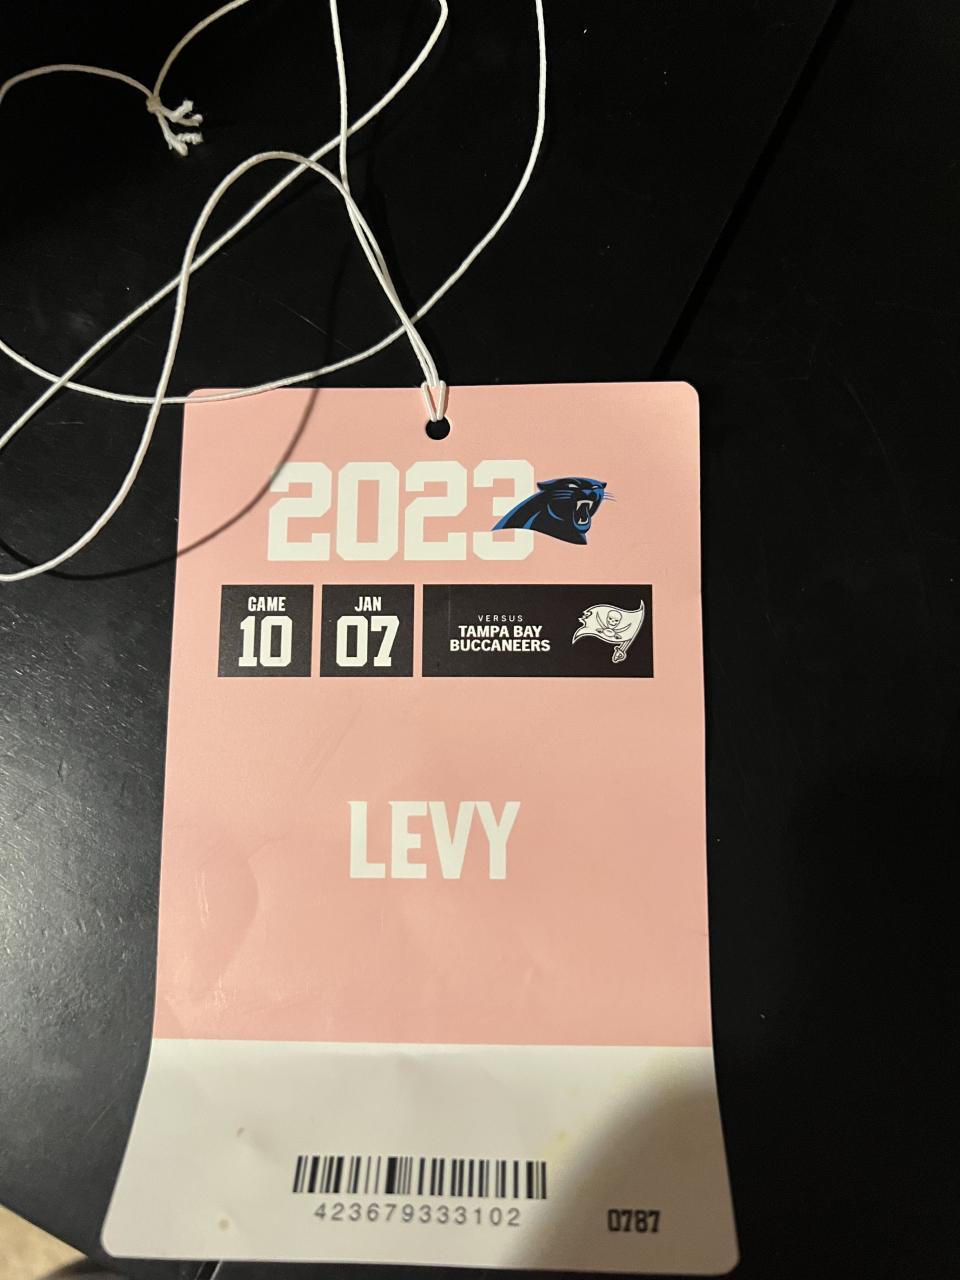 2023
GAME
10
JAN
07
VERSUS
TAMPA BAY
BUCCANEERS
LEVY
423679333102
0787